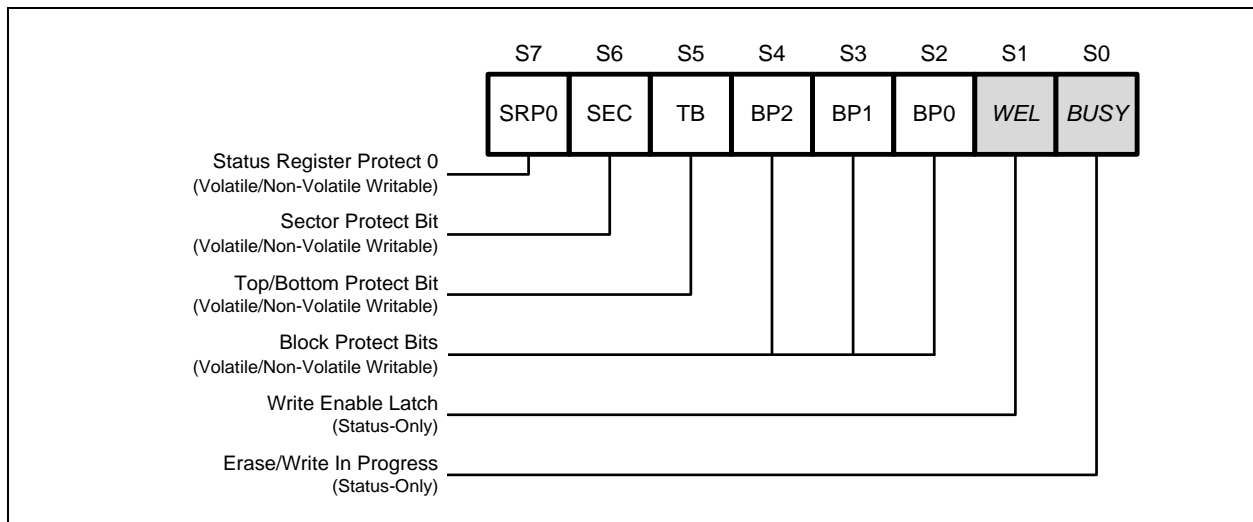 S7 S6 S5 S4 S3 S2 S1 S0
SRP0 SEC TB BP2 BP1 BP0 WEL BUSY
Status Register Protect 0
(Volatile/Non-Volatile Writable)
Sector Protect Bit
(Volatile/Non-Volatile Writable)
Top/Bottom Protect Bit
(Volatile/Non-Volatile Writable)
Block Protect Bits
(Volatile/Non-Volatile Writable)
Write Enable Latch
(Status-Only)
Erase/Write In Progress
(Status-Only)